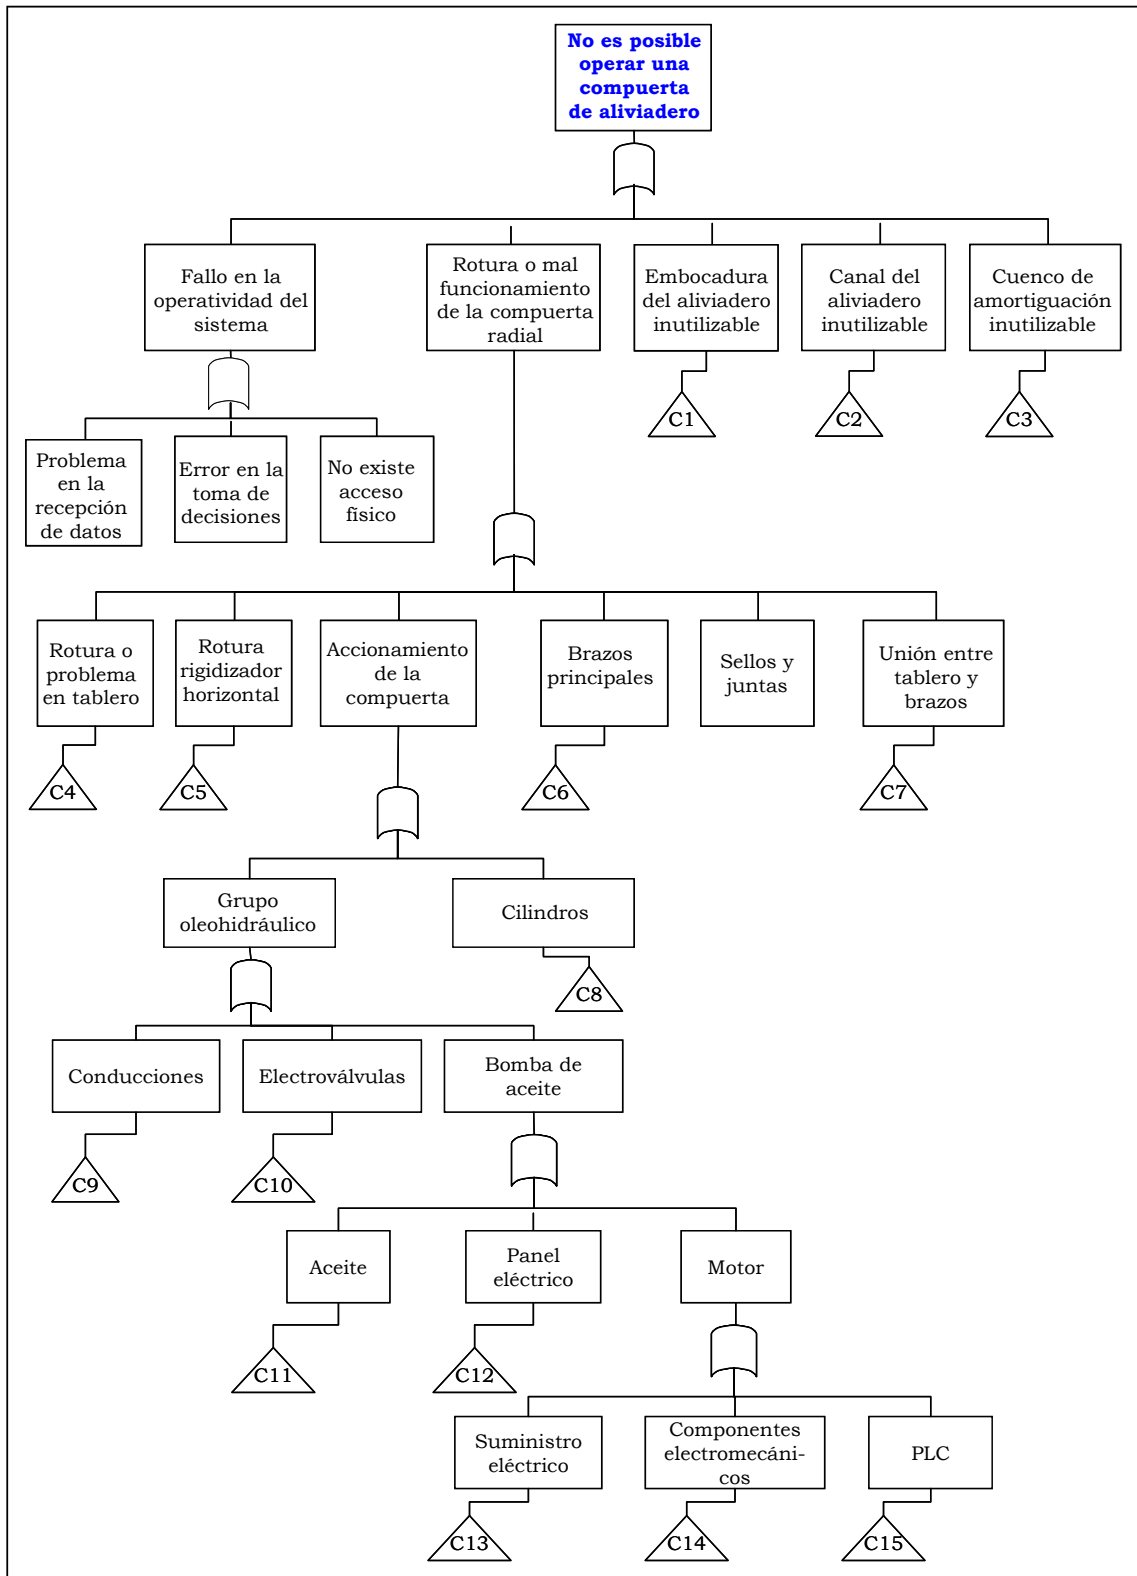 No es posible
operar una
compuerta
de aliviadero
Fallo en la
operatividad del
sistema
Rotura o mal
funcionamiento
de la compuerta
radial
Embocadura
del aliviadero
inutilizable
Canal del
aliviadero
inutilizable
Cuenco de
amortiguación
inutilizable
C1
C2
C3
Problema
en la
recepción
de datos
Error en la
toma de
decisiones
No existe
acceso
físico
Rotura o
problema
en tablero
Rotura
rigidizador
horizontal
Accionamiento
de la
compuerta
Brazos
principales
Sellos y
juntas
Unión entre
tablero y
brazos
C4
C5
C6
C7
Grupo
oleohidráulico
Cilindros
C8
Conducciones
Electroválvulas
Bomba de
aceite
C9
C10
Aceite
Panel
eléctrico
Motor
C11
C12
Suministro
eléctrico
Componentes
electromecáni-
cos
PLC
C13
C14
C15